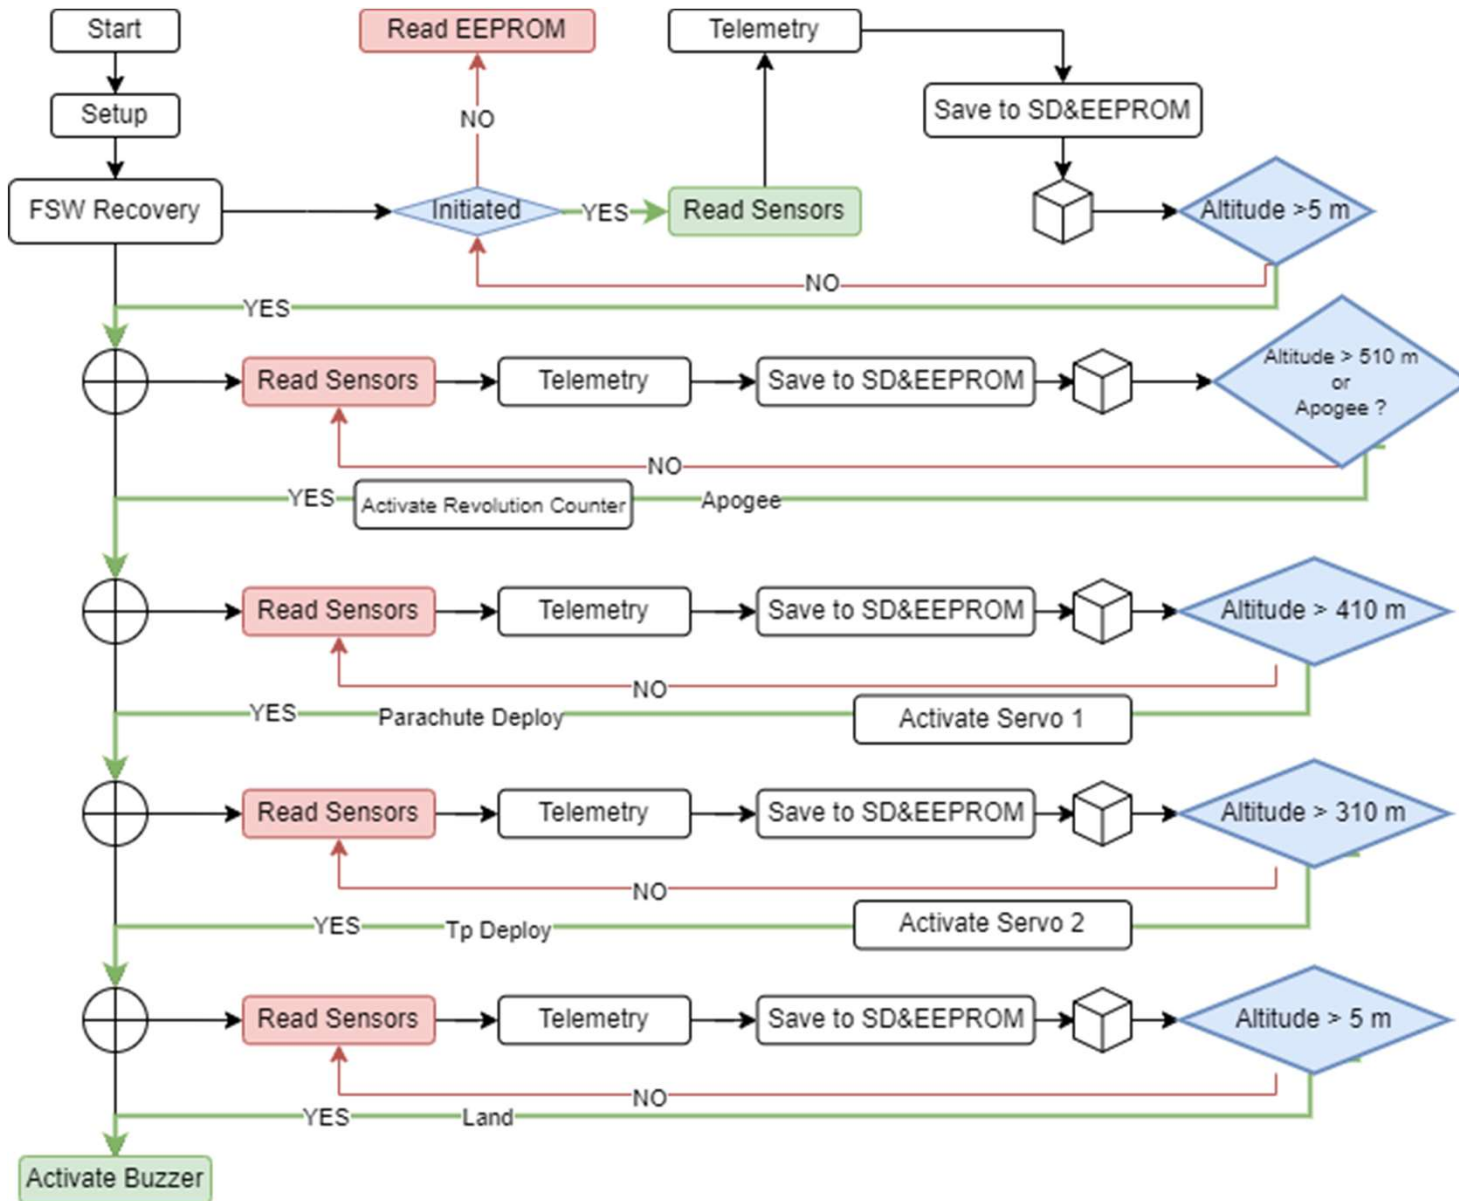 Start
Read EEPROM
Telemetry
Setup
NO
Save to SD&EEPROM
FSW Recovery
Initiated
YES
Read Sensors
Altitude >5 m
NO
YES
Read Sensors
Telemetry
Save to SD&EEPROM
Altitude > 510 m
or
Apogee ?
NO
YES
Activate Revolution Counter
Apogee
Read Sensors
Telemetry
Save to SD&EEPROM
Altitude > 410 m
NO
YES
Parachute Deploy
Activate Servo 1
Read Sensors
Telemetry
Save to SD&EEPROM
Altitude > 310 m
NO
YES
Tp Deploy
Activate Servo 2
Read Sensors
Telemetry
Save to SD&EEPROM
Altitude > 5 m
NO
YES
Land
Activate Buzzer